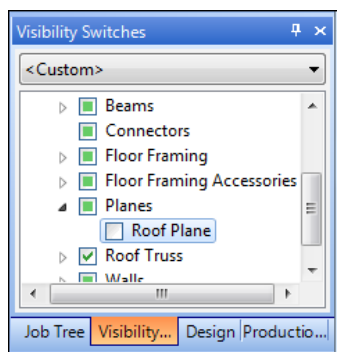 Visibility Switches
<Custom>
Beams
Connectors
Floor Framing
Floor Framing Accessories
Planes
Roof Plane
Roof Truss
Walls
Job Tree Visibility... Design Productio...